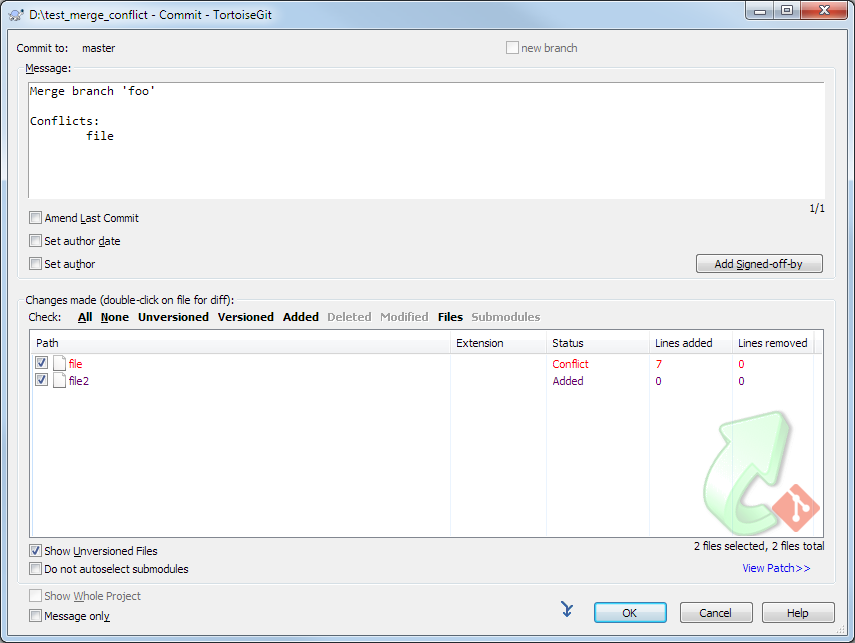 D:\test_merge_conflict - Commit - TortoiseGit
Commit to: master new branch
Message:
Merge branch 'foo'
Conflicts:
file
1/1
Amend Last Commit
Set author date
Set author
Add Signed-off-by
Changes made (double-click on file for diff):
Check: All None Unversioned Versioned Added Deleted Modified Files Submodules
Path Extension Status Lines added Lines removed
file Conflict 7 0
file2 Added 0 0
2 files selected, 2 files total
Show Unversioned Files
Do not autoselect submodules
View Patch>>
Show Whole Project
Message only
OK Cancel Help